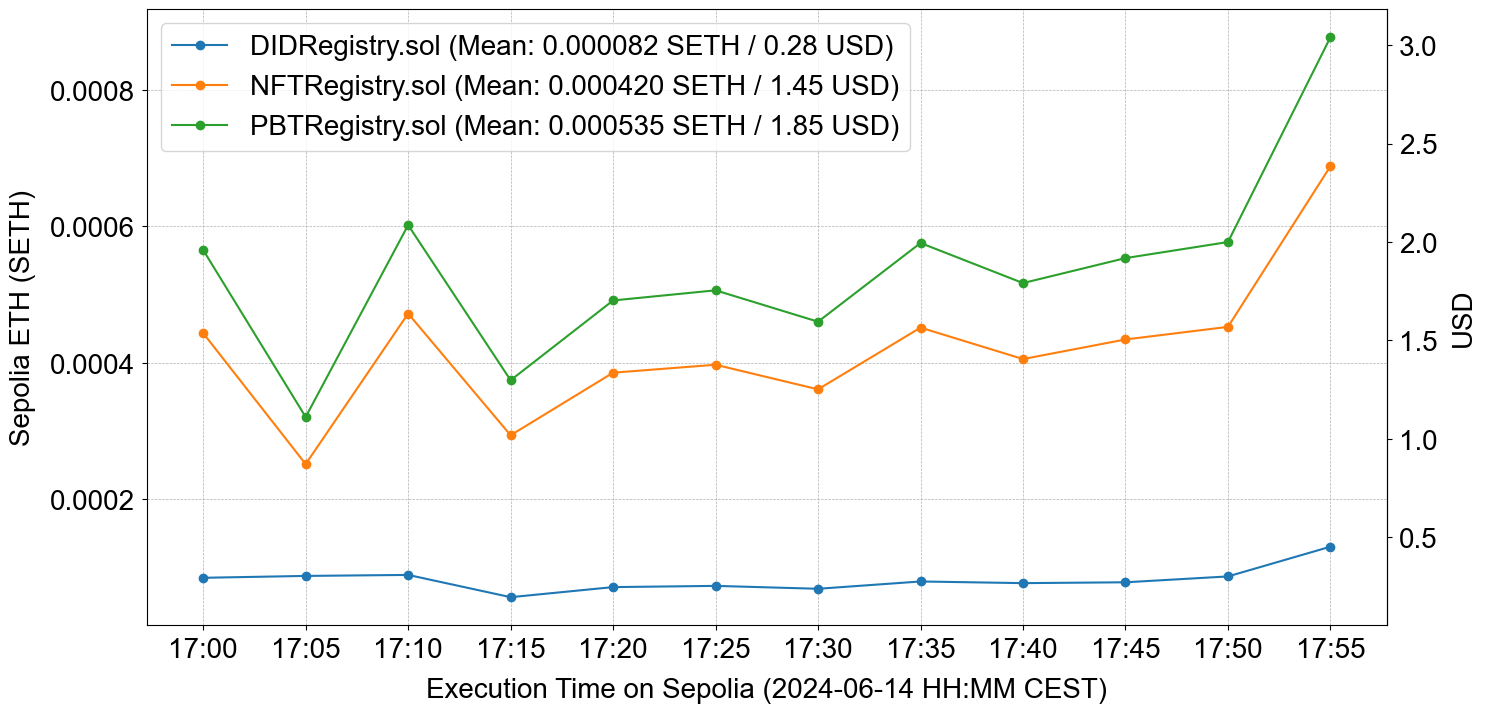 DIDRegistry.sol (Mean: 0.000082 SETH / 0.28 USD)
NFTRegistry.sol (Mean: 0.000420 SETH / 1.45 USD)
PBTRegistry.sol (Mean: 0.000535 SETH / 1.85 USD)
Sepolia ETH (SETH)
0.0008
0.0006
0.0004
0.0002
3.0
2.5
2.0
1.5
1.0
0.5
USD
17:00 17:05 17:10 17:15 17:20 17:25 17:30 17:35 17:40 17:45 17:50 17:55
Execution Time on Sepolia (2024-06-14 HH:MM CEST)